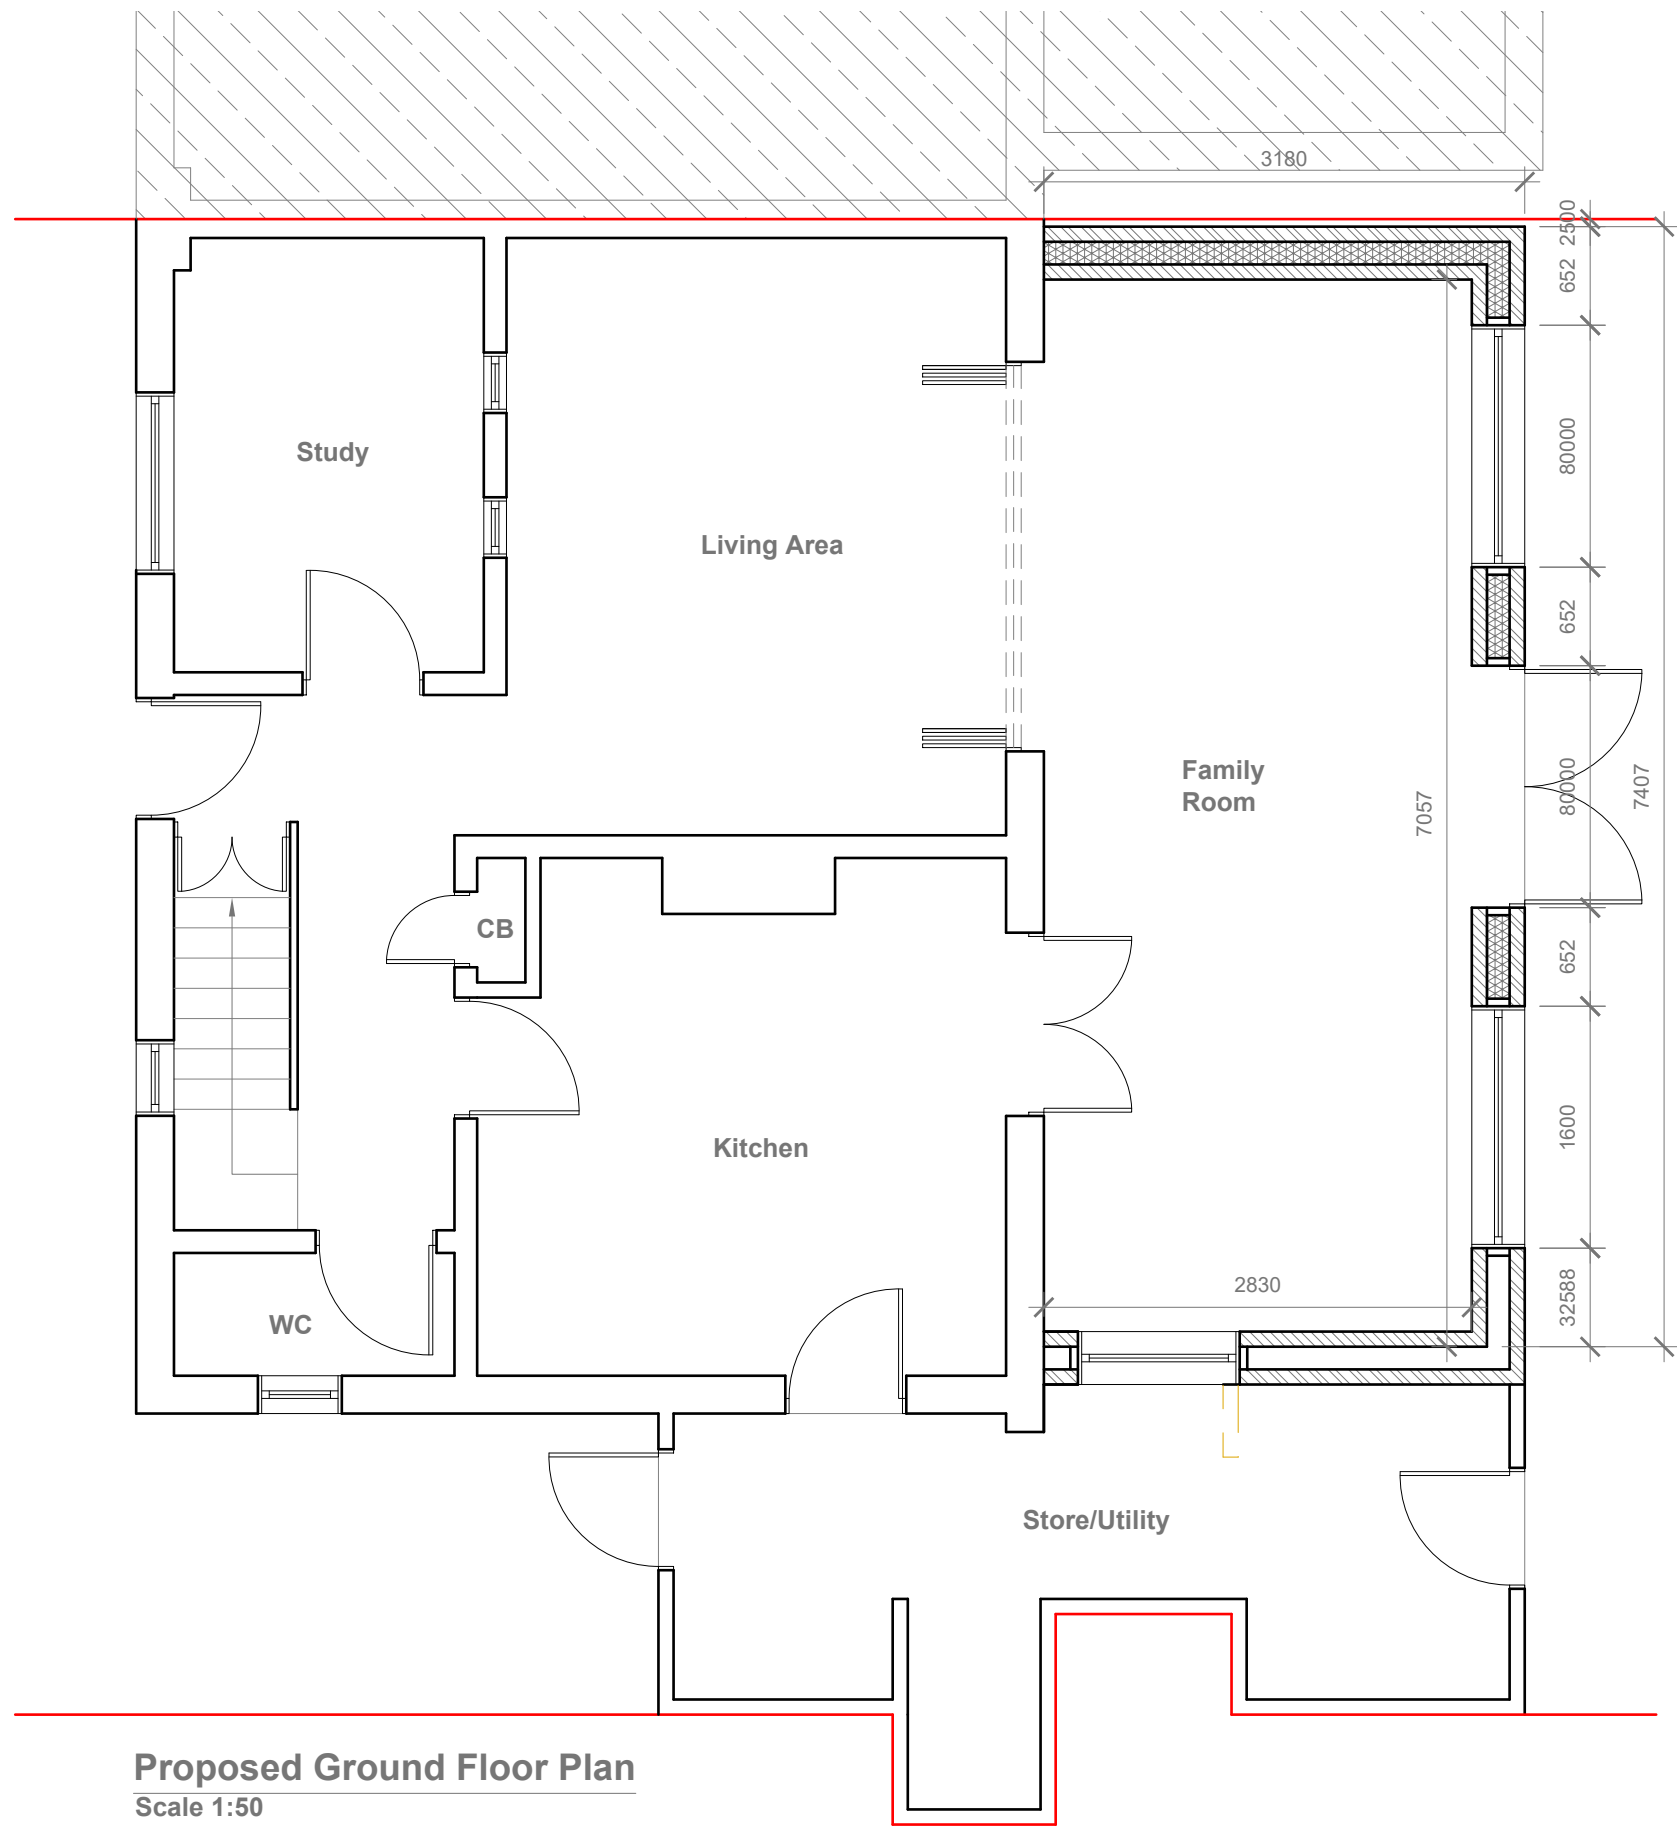 3180
2500
652
80000
652
80000
652
1600
32588
7407
7057
2830
Study
Living Area
Family
Room
CB
Kitchen
WC
Store/Utility
Proposed Ground Floor Plan
Scale 1:50